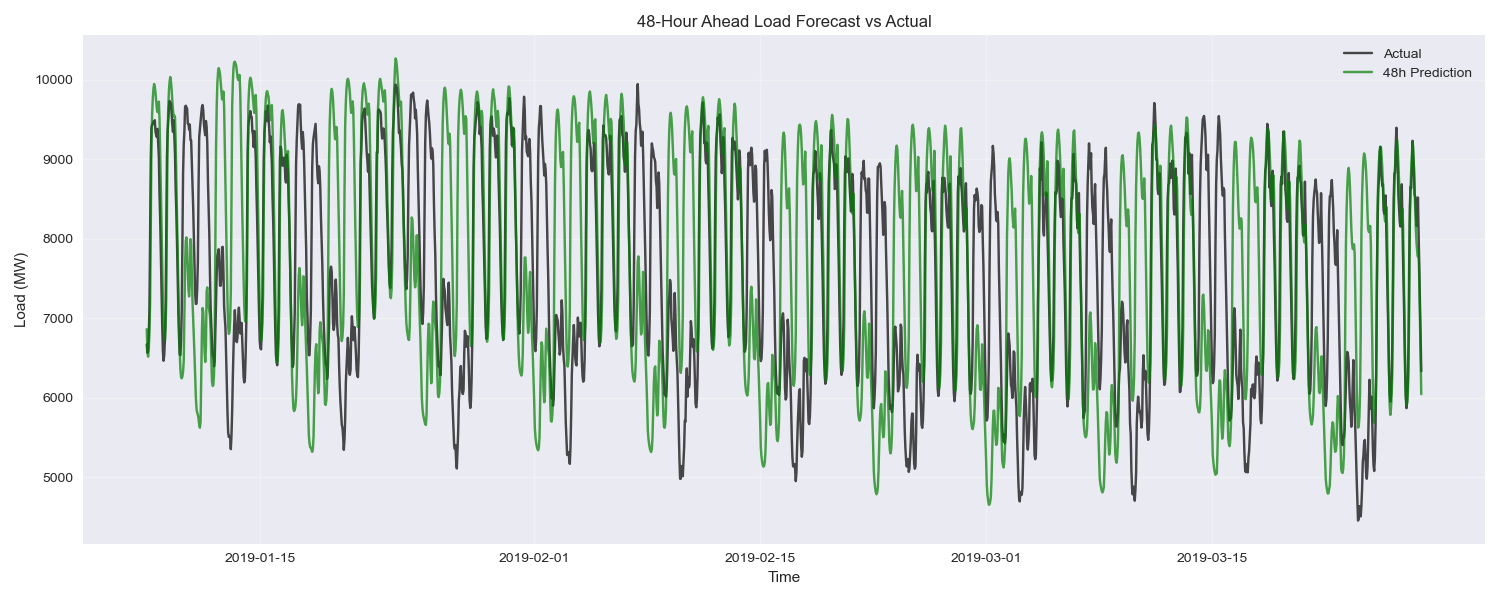 48-Hour Ahead Load Forecast vs Actual
Actual
48h Prediction
Load (MW)
10000
9000
8000
7000
6000
5000
2019-01-15
2019-02-01
2019-02-15
2019-03-01
2019-03-15
Time